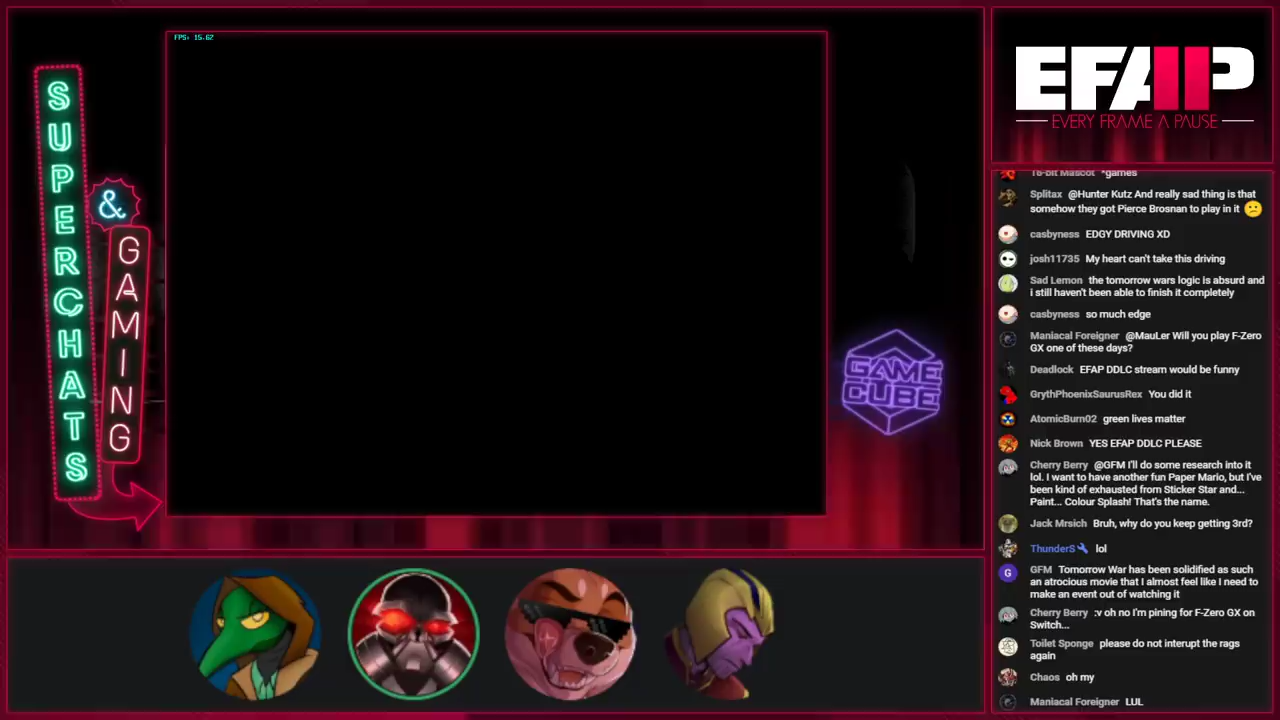 FPS: 15.62
SUPERCHATS
&
GAMING
GAME
CUBE
EFAP
EVERY FRAME A PAUSE
16-bit Mascot *games
Splitax @Hunter Kutz And really sad thing is that
somehow they got Pierce Brosnan to play in it
casbyness EDGY DRIVING XD
josh11735 My heart can't take this driving
Sad Lemon the tomorrow wars logic is absurd and
i still haven't been able to finish it completely
casbyness so much edge
Maniacal Foreigner @MauLer Will you play F-Zero
GX one of these days?
Deadlock EFAP DDLC stream would be funny
GrythPhoenixSaurusRex You did it
AtomicBurn02 green lives matter
Nick Brown YES EFAP DDLC PLEASE
Cherry Berry @GFM I'll do some research into it
lol. I want to have another fun Paper Mario, but I've
been kind of exhausted from Sticker Star and...
Paint... Colour Splash! That's the name.
Jack Mrsich Bruh, why do you keep getting 3rd?
ThunderS lol
G
GFM Tomorrow War has been solidified as such
an atrocious movie that I almost feel like I need to
make an event out of watching it
Cherry Berry :v oh no I'm pining for F-Zero GX on
Switch...
Toilet Sponge please do not interupt the rags
again
Chaos oh my
Maniacal Foreigner LUL